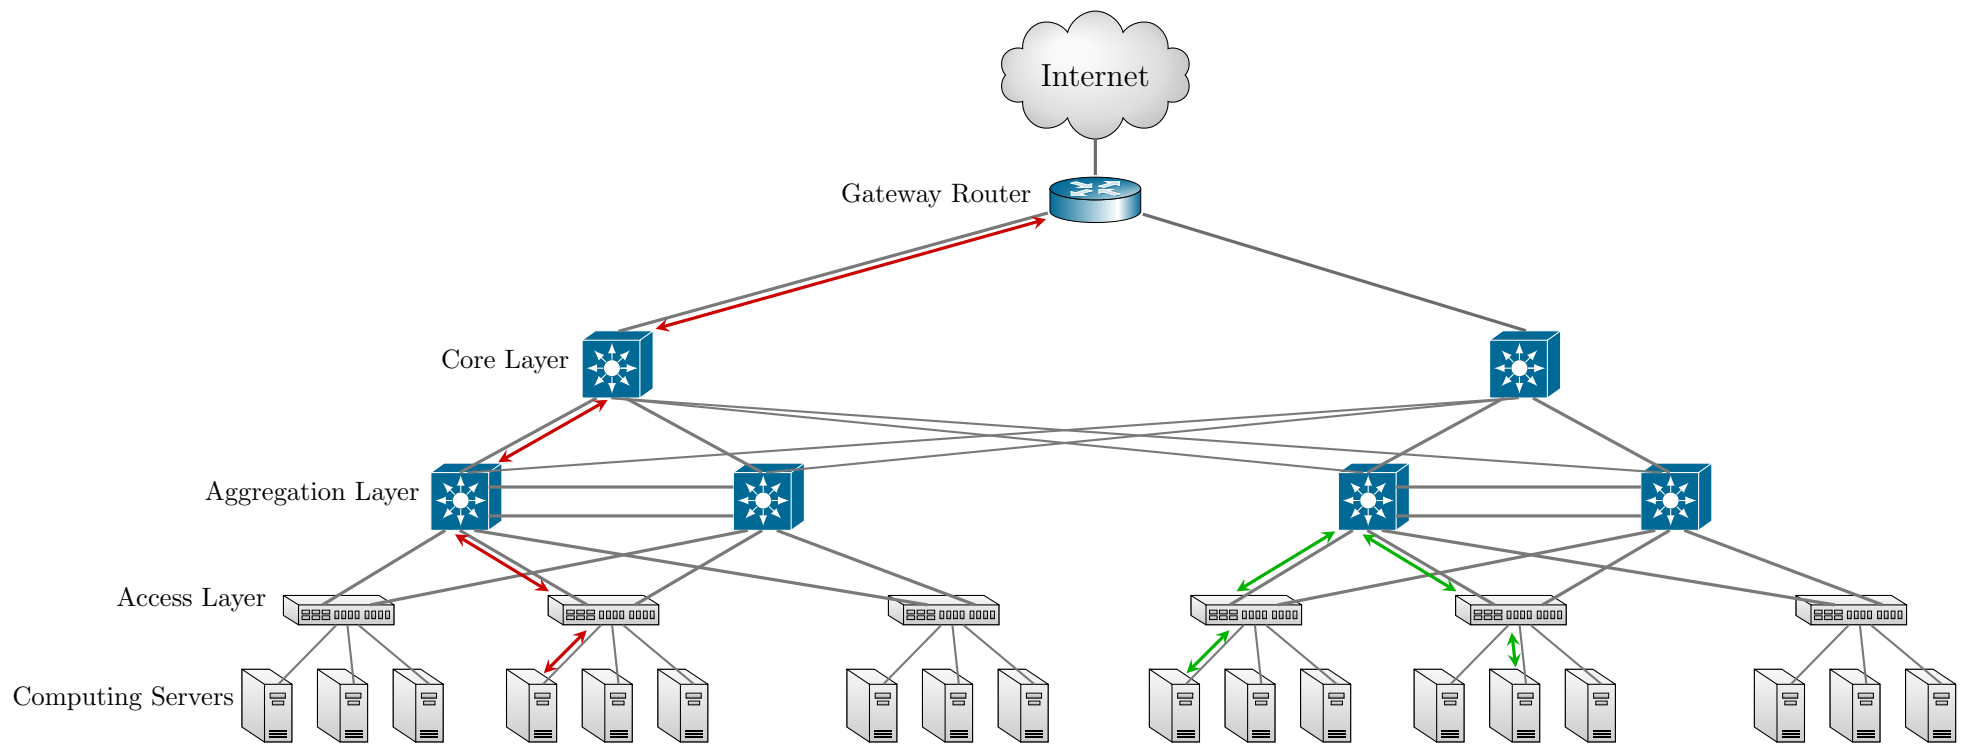 Internet
Gateway Router
Core Layer
Aggregation Layer
Access Layer
Computing Servers